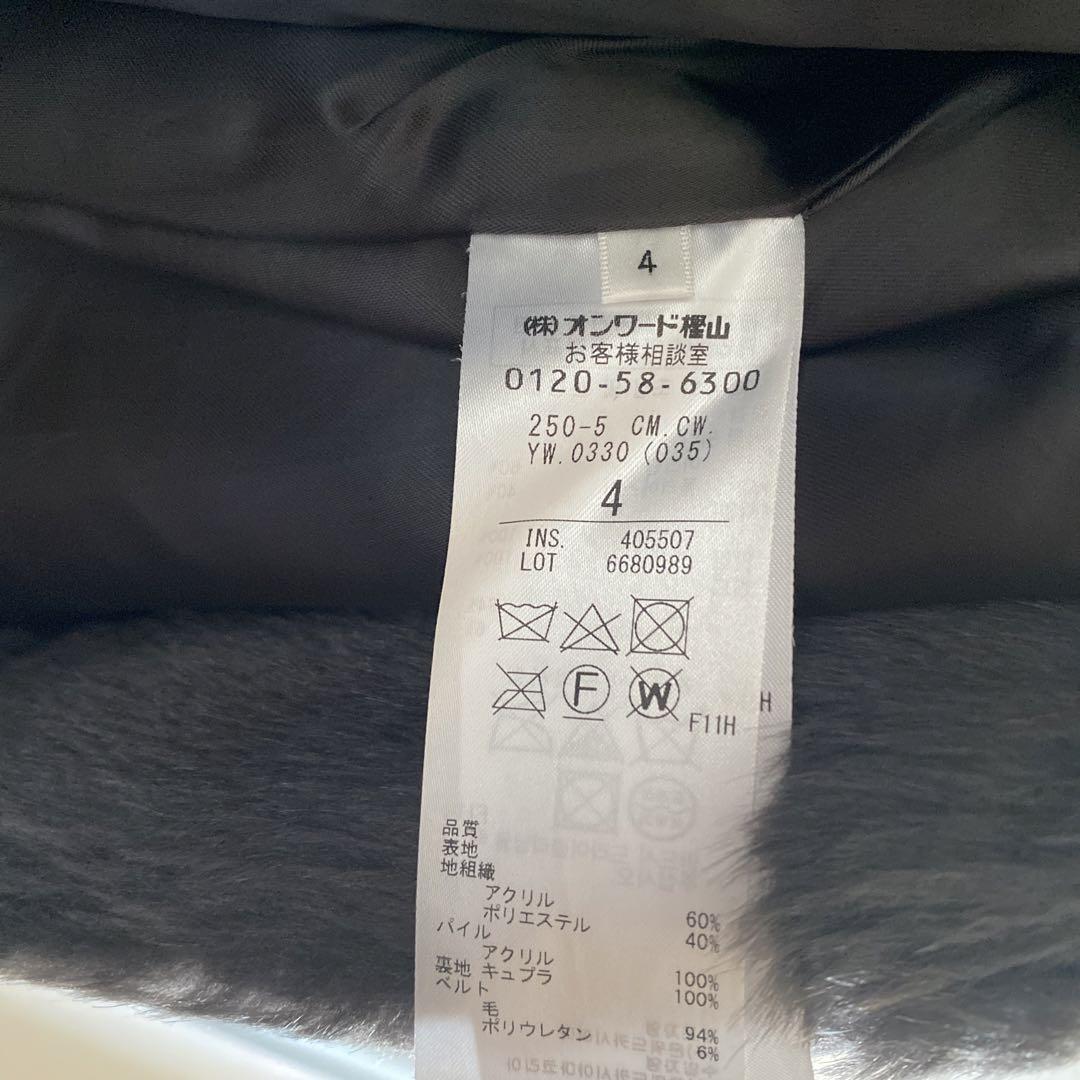 4
(株)オンワード樫山
お客様相談室
0120-58-6300
250-5 CM.CW.
YW.0330 (035)
4
INS. 405507
LOT 6680989
F W
F11H
H
品質
表地
地組織
アクリル 60%
ポリエステル 40%
パイル
アクリル 100%
裏地 キュプラ 100%
ベルト
毛 94%
ポリウレタン 6%